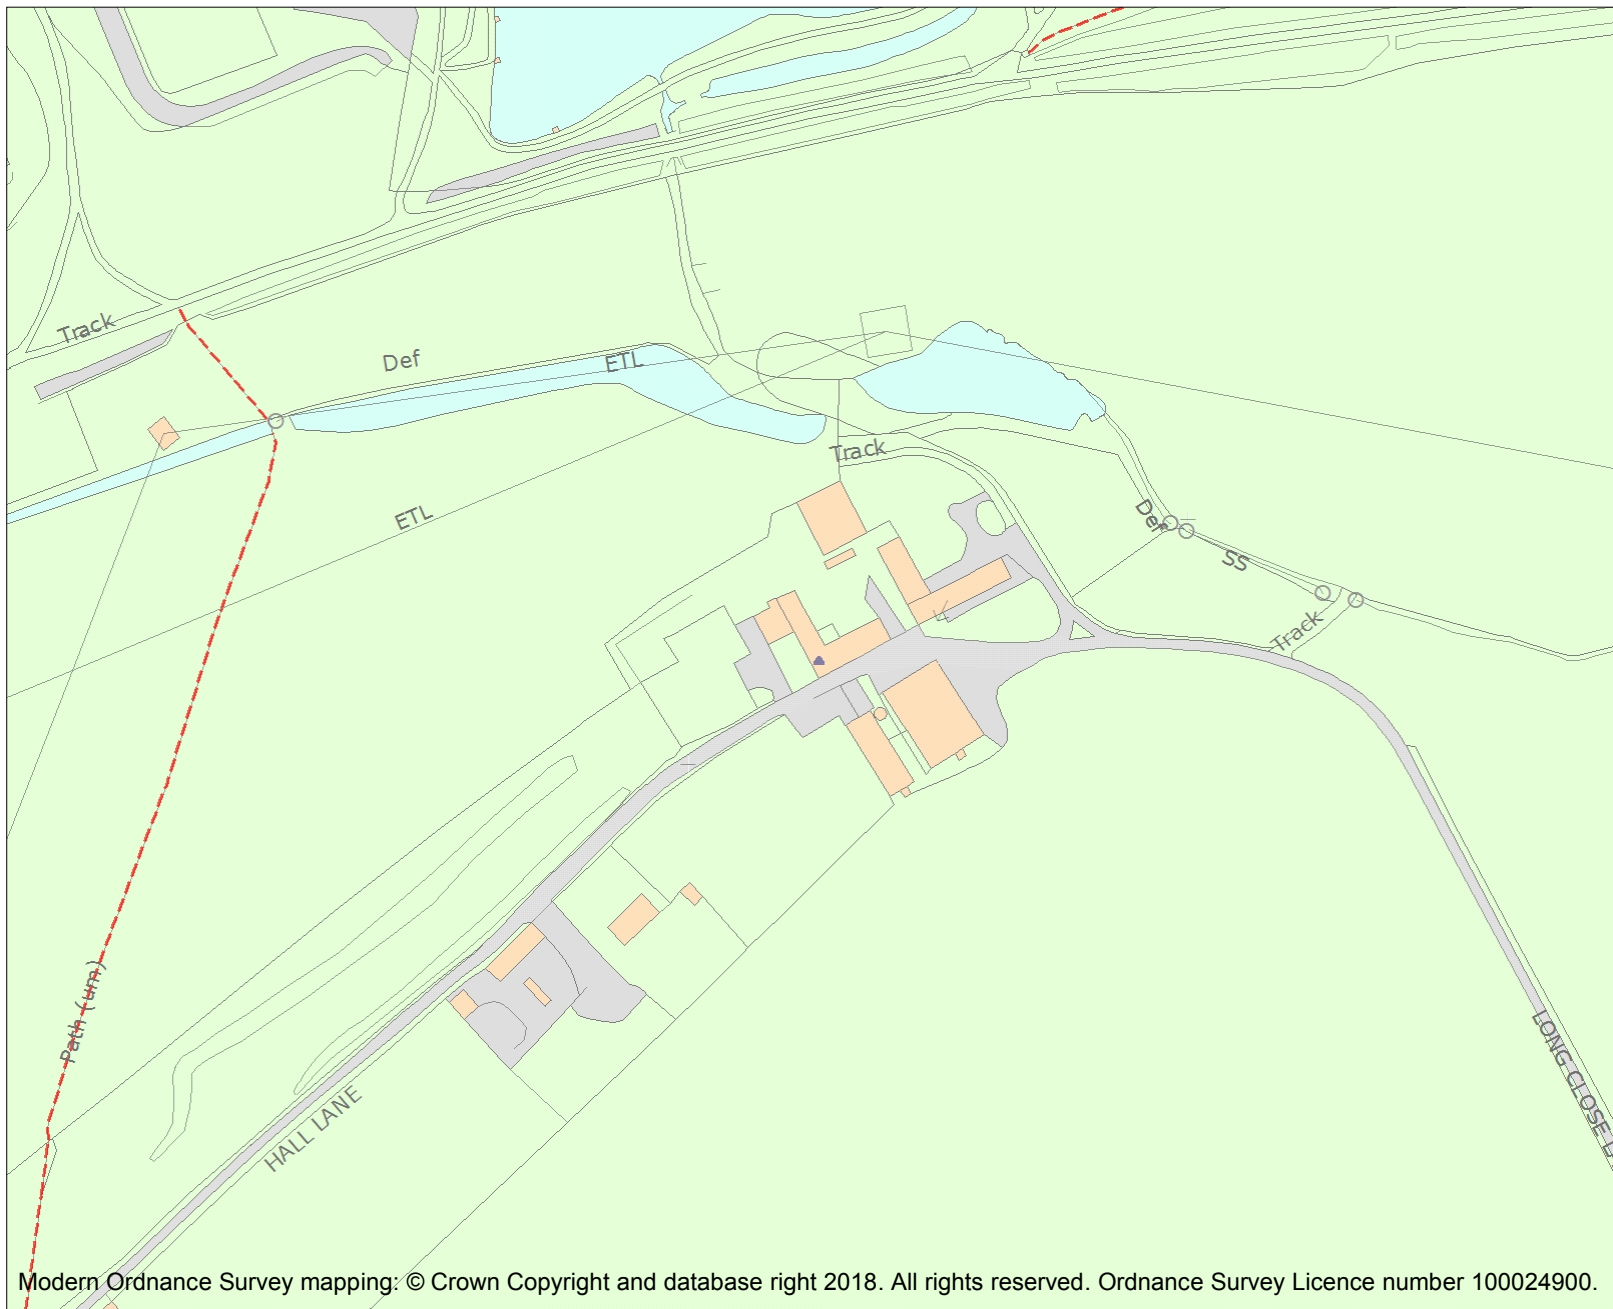 Track
Def
ETL
Track
ETL
Def
SS
Track
Path (um)
LONG CLOSE L
HALL LANE
Modern Ordnance Survey mapping: © Crown Copyright and database right 2018. All rights reserved. Ordnance Survey Licence number 100024900.